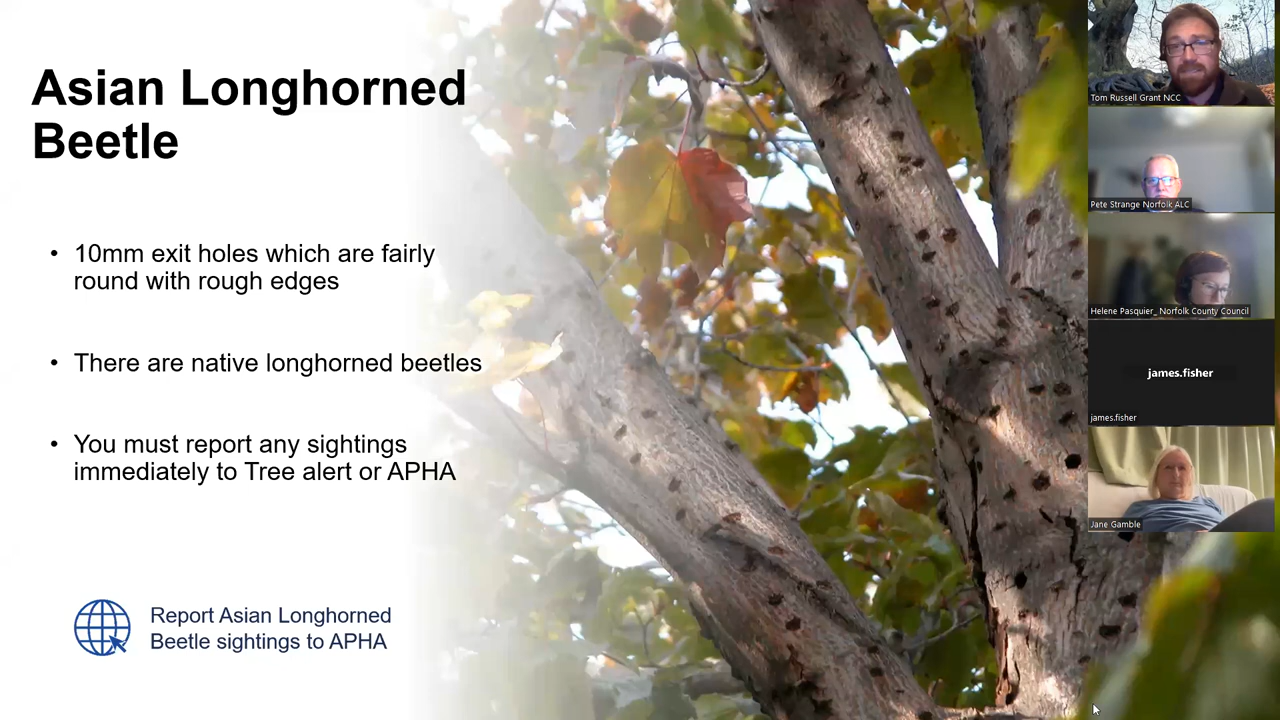 Asian Longhorned
Beetle
• 10mm exit holes which are fairly
round with rough edges
• There are native longhorned beetles
• You must report any sightings
immediately to Tree alert or APHA
Report Asian Longhorned
Beetle sightings to APHA
Tom Russell Grant NCC
Pete Strange Norfolk ALC
Helene Pasquier_ Norfolk County Council
james.fisher
james.fisher
Jane Gamble